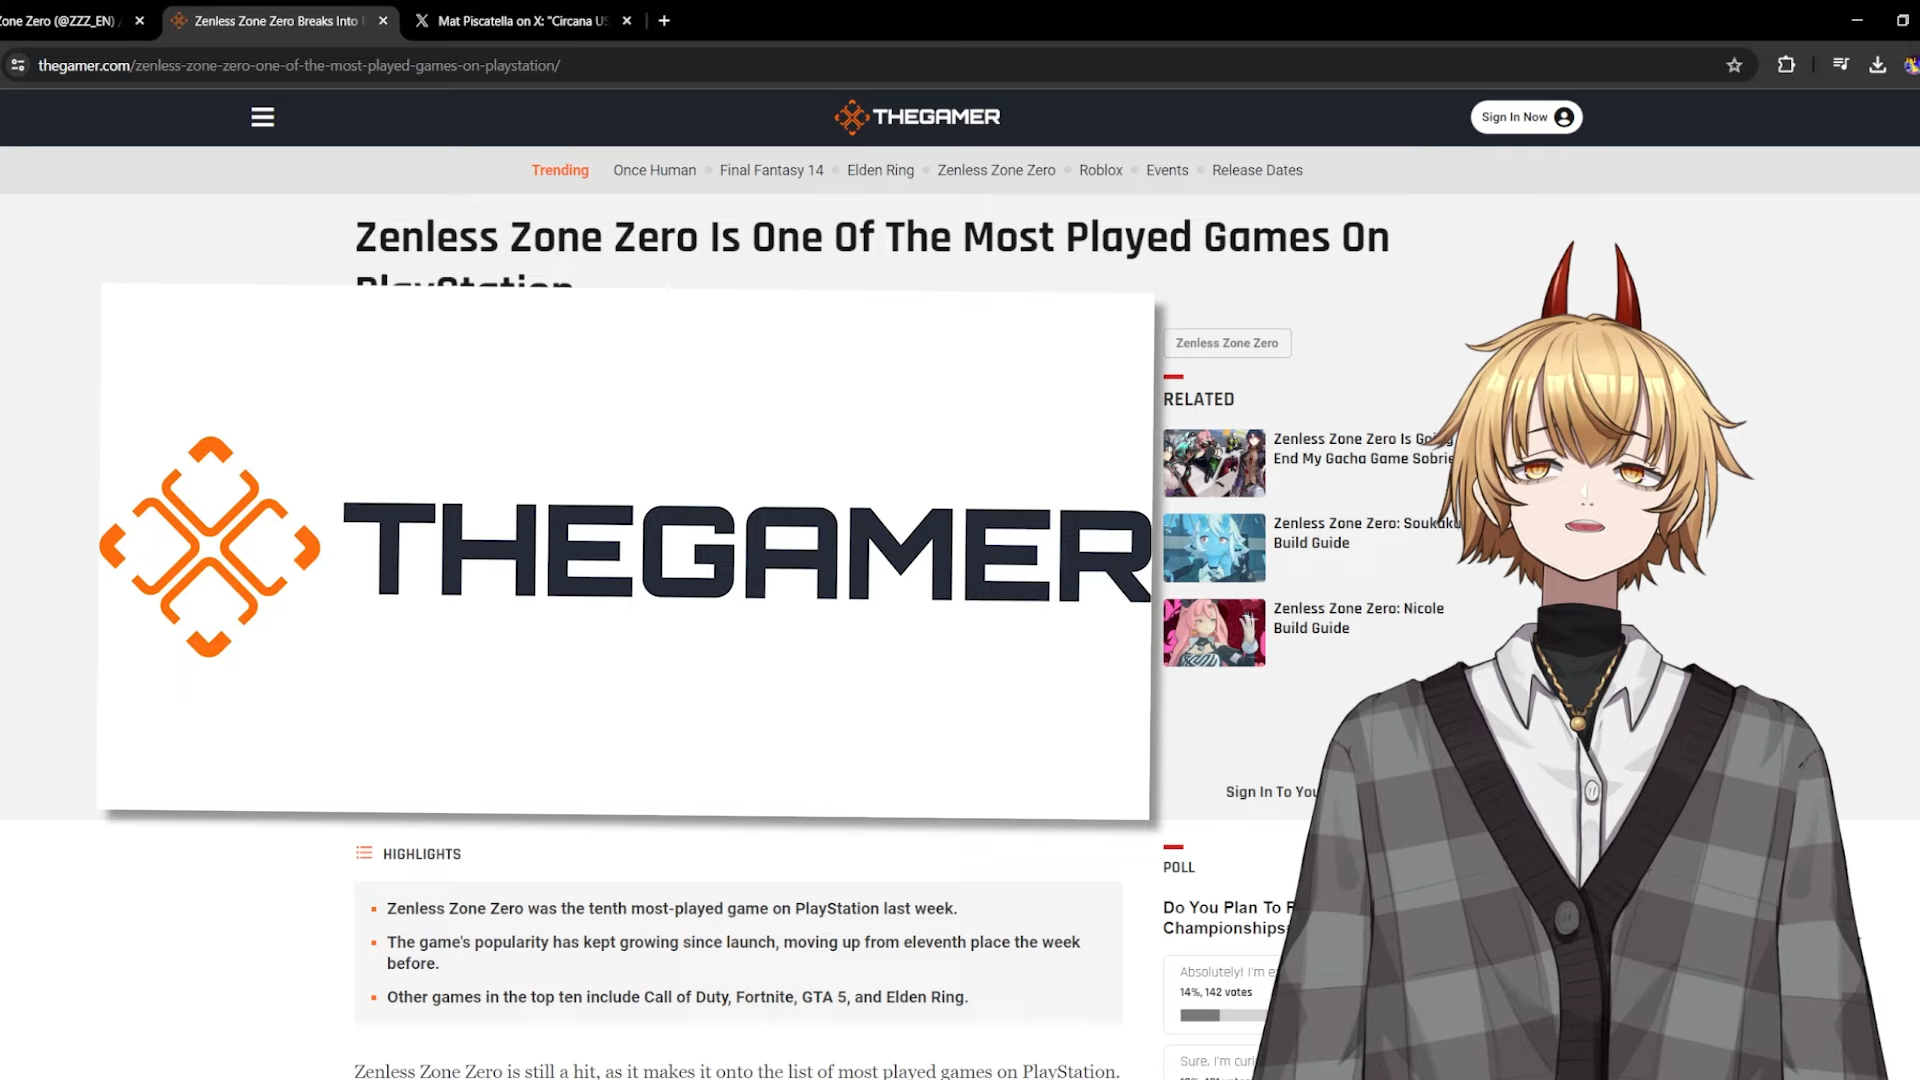 Zone Zero (@ZZZ_EN) /
Zenless Zone Zero Breaks Into
Mat Piscatella on X: "Circana US
thegamer.com/zenless-zone-zero-one-of-the-most-played-games-on-playstation/
THEGAMER
Sign In Now
Trending
Once Human
Final Fantasy 14
Elden Ring
Zenless Zone Zero
Roblox
Events
Release Dates
Zenless Zone Zero Is One Of The Most Played Games On
PlayStation
THEGAMER
Zenless Zone Zero
RELATED
Zenless Zone Zero Is Going
End My Gacha Game Sobrie
Zenless Zone Zero: Soukaku
Build Guide
Zenless Zone Zero: Nicole
Build Guide
Sign In To You
HIGHLIGHTS
Zenless Zone Zero was the tenth most-played game on PlayStation last week.
The game's popularity has kept growing since launch, moving up from eleventh place the week
before.
Other games in the top ten include Call of Duty, Fortnite, GTA 5, and Elden Ring.
Zenless Zone Zero is still a hit, as it makes it onto the list of most played games on PlayStation.
POLL
Do You Plan To
Championships
Absolutely! I'm e
14%, 142 votes
Sure. I'm curi